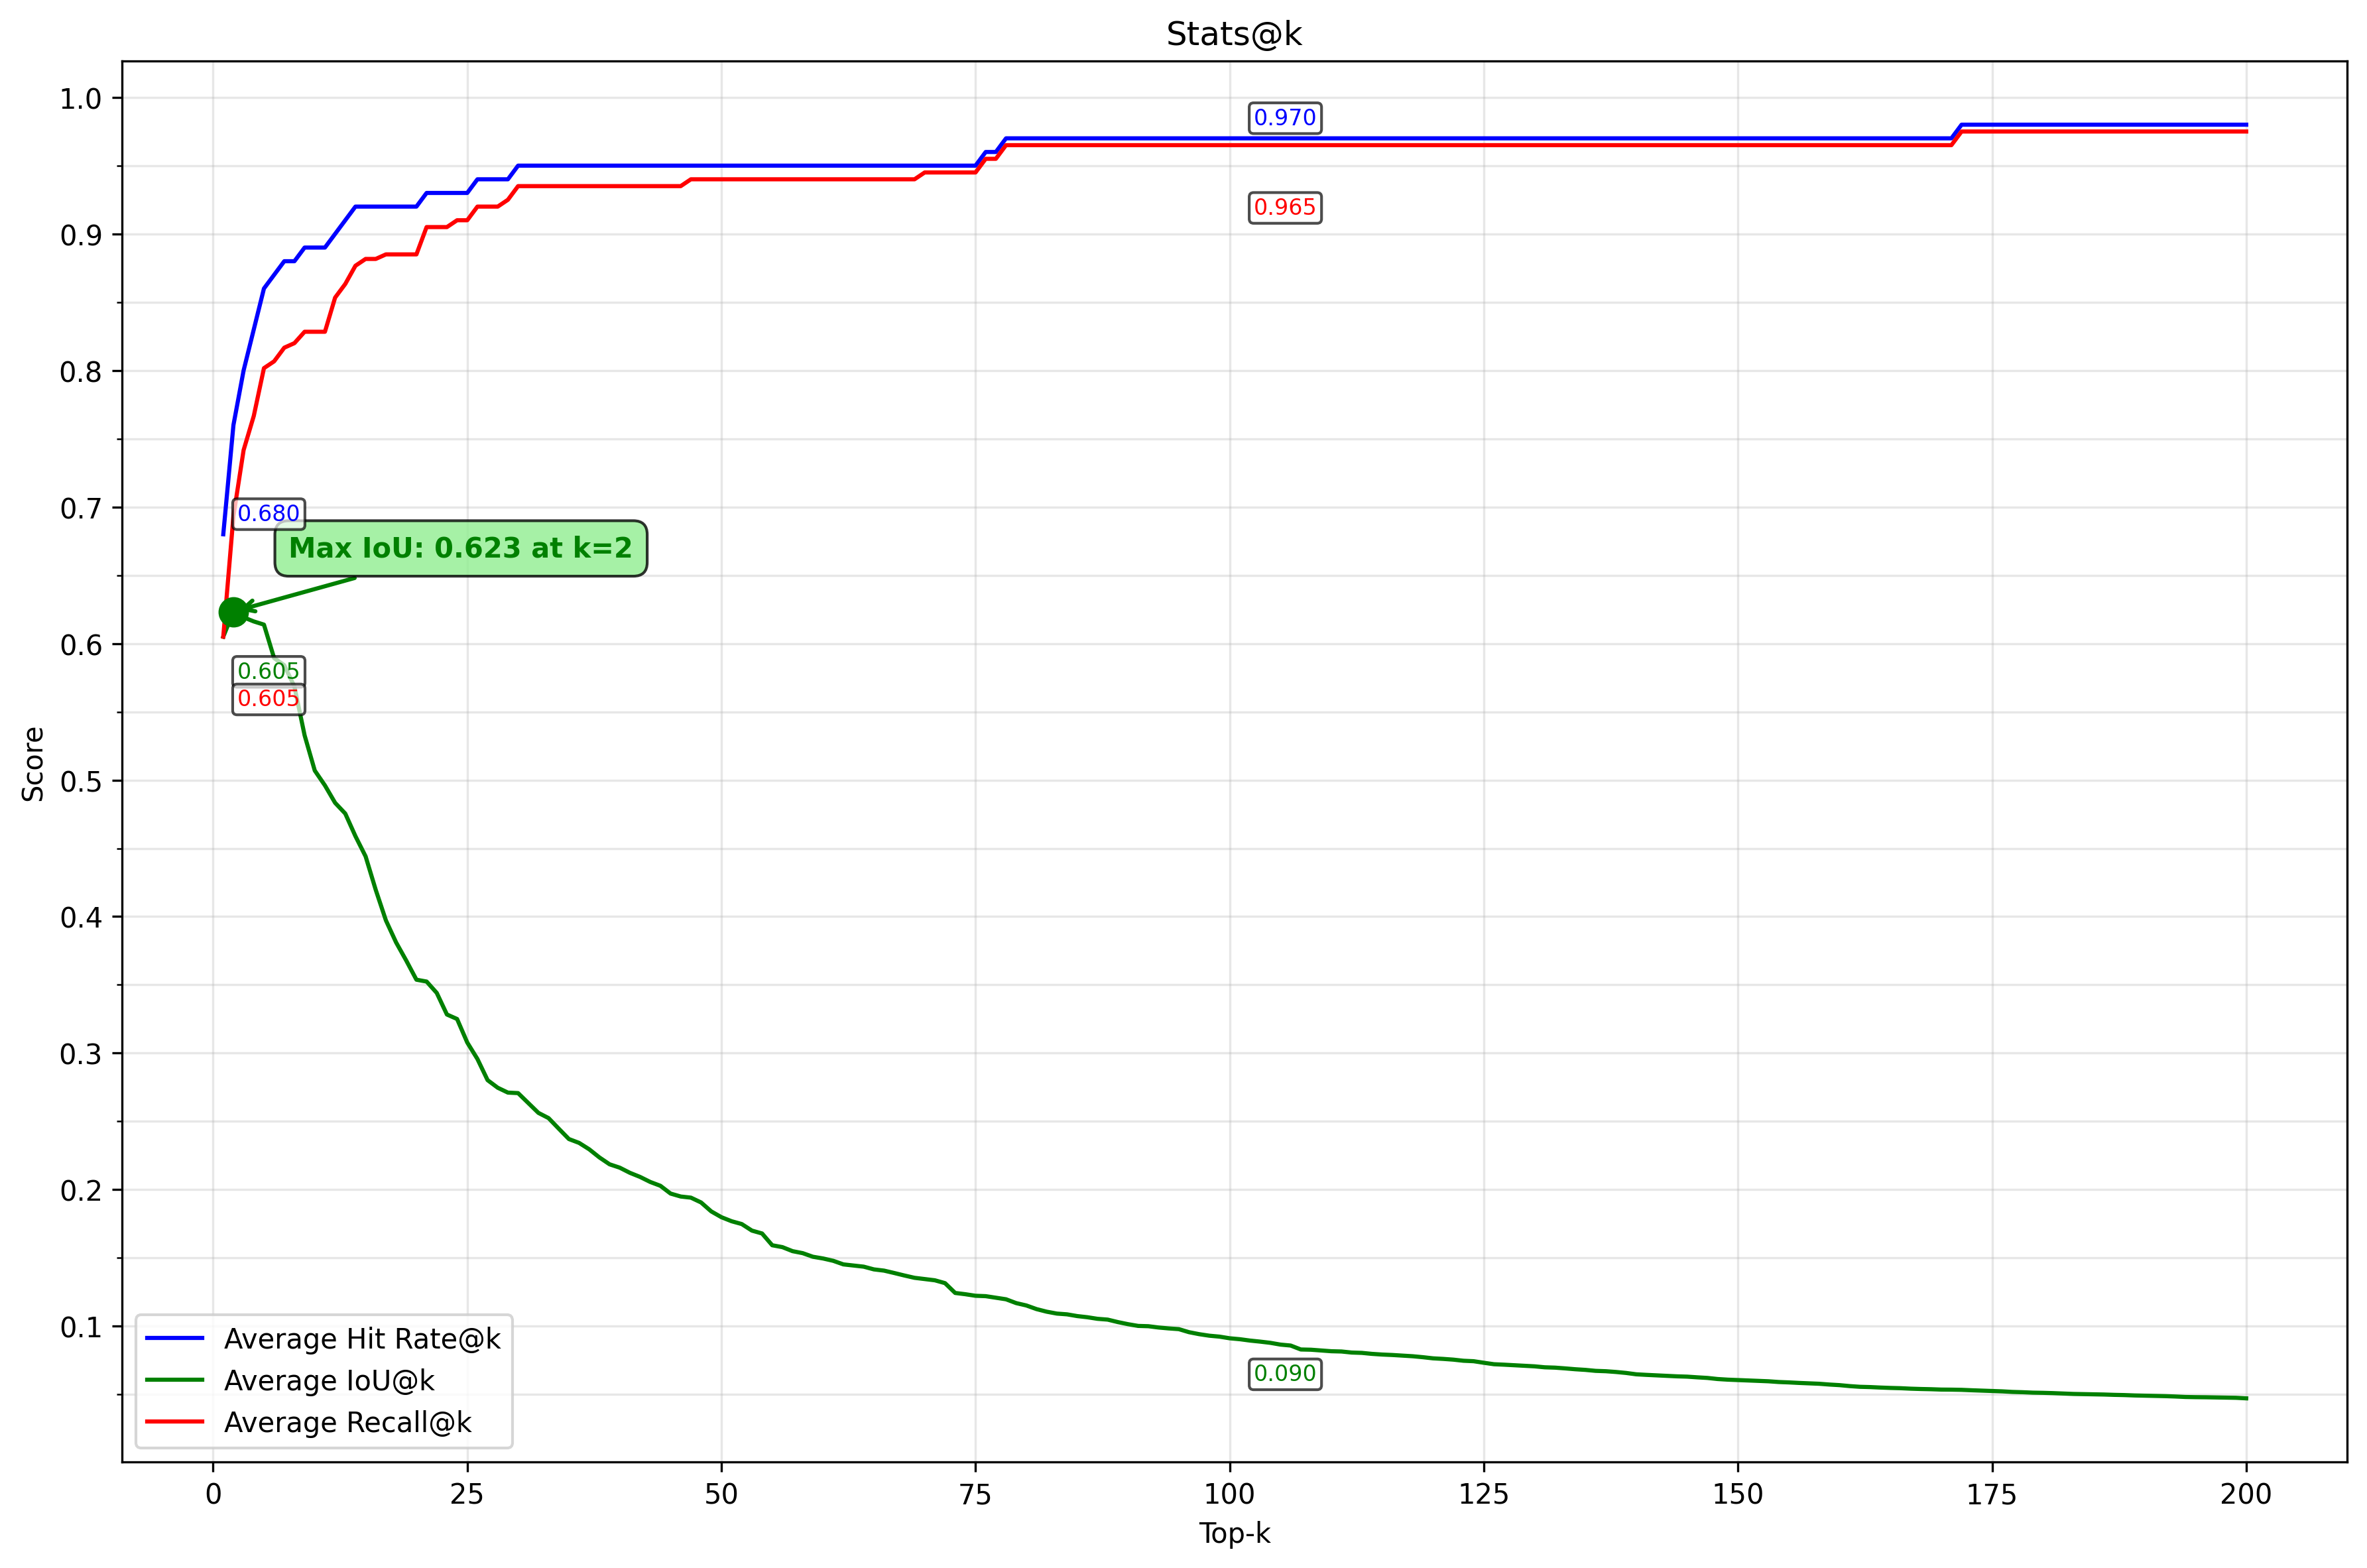 Stats@k
1.0
0.9
0.8
0.7
0.6
0.5
0.4
0.3
0.2
0.1
Score
0.970
0.965
0.680
Max IoU: 0.623 at k=2
0.605
0.605
0.090
Average Hit Rate@k
Average IoU@k
Average Recall@k
0 25 50 75 100 125 150 175 200
Top-k